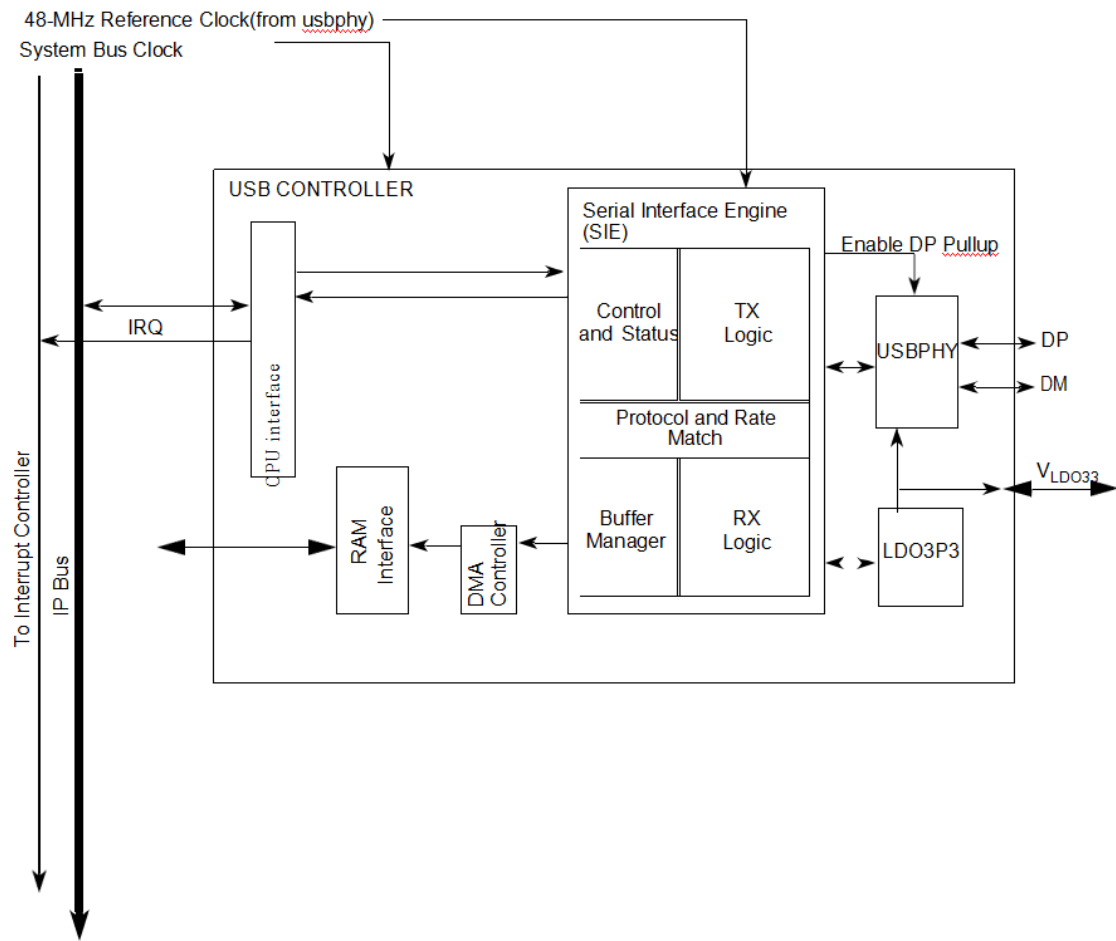 48-MHz Reference Clock(from usbphy)
System Bus Clock
USB CONTROLLER
Serial Interface Engine
(SIE)
Enable DP Pullup
Control
and Status
TX
Logic
USBPHY
DP
DM
IRQ
CPU interface
Protocol and Rate
Match
VLDO33
Buffer
Manager
RX
Logic
LDO3P3
RAM
Interface
DMA
Controller
To Interrupt Controller
IP Bus